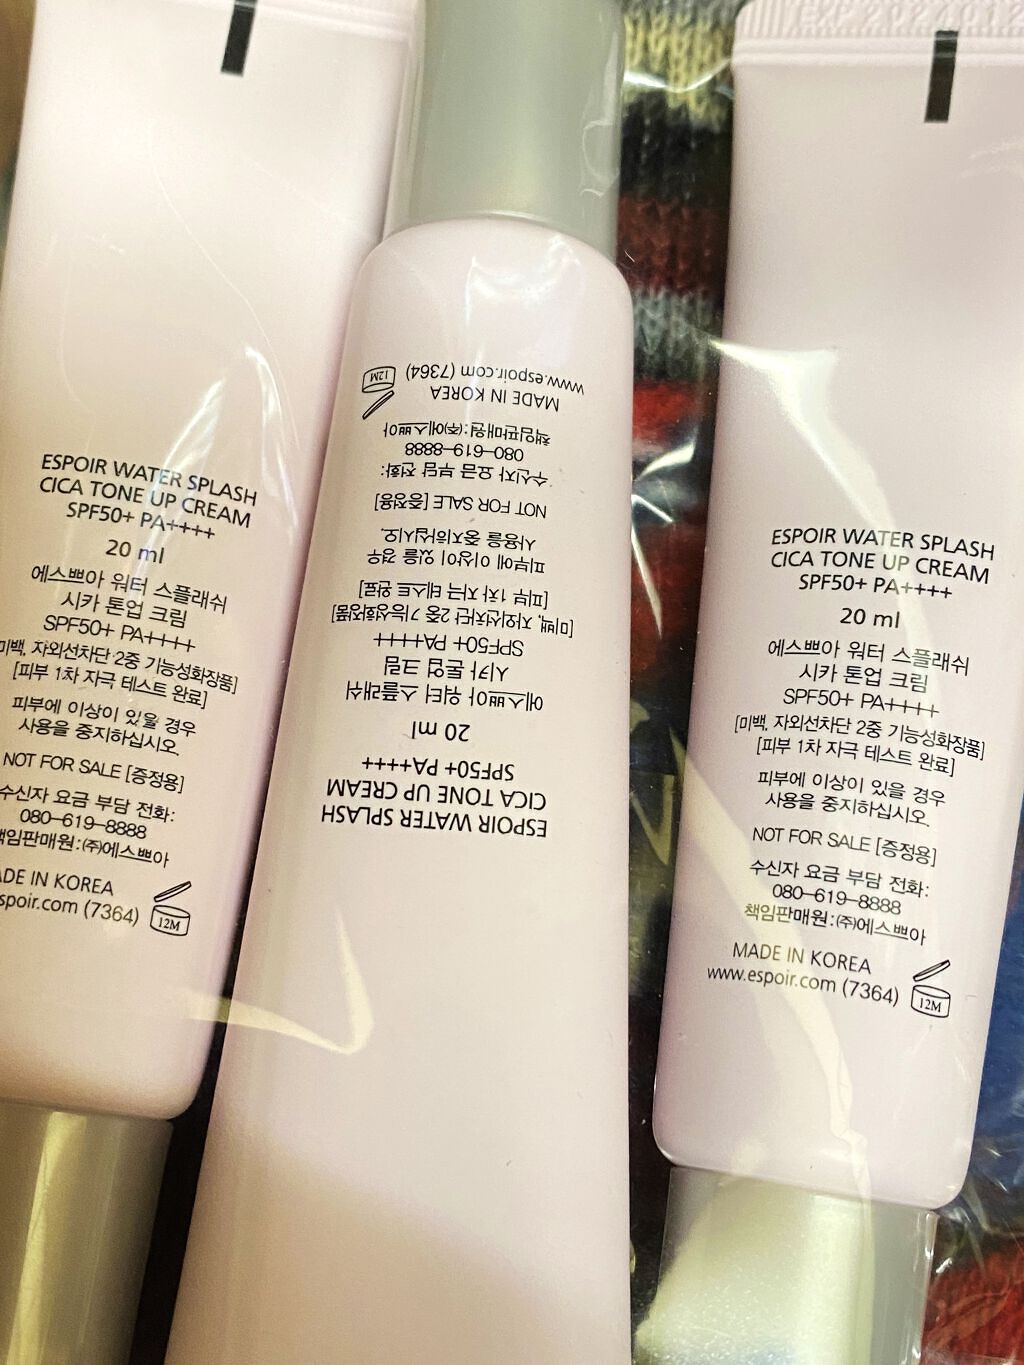 ESPOIR WATER SPLASH
CICA TONE UP CREAM
SPF50+ PA++++
20 ml
에스쁘아 워터 스플래쉬
시카 톤업 크림
SPF50+ PA++++
미백, 자외선차단 2중 기능성화장품]
[피부 1차 자극 테스트 완료]
피부에 이상이 있을 경우
사용을 중지하십시오.
NOT FOR SALE [증정용]
수신자 요금 부담 전화:
080-619-8888
책임판매원:㈜에스쁘아
ADE IN KOREA
spoir.com (7364)
12M
ESPOIR WATER SPLASH
CICA TONE UP CREAM
SPF50+ PA++++
20 ml
에스쁘아 워터 스플래쉬
시카 톤업 크림
SPF50+ PA++++
[미백, 자외선차단 2중 기능성화장품]
[피부 1차 자극 테스트 완료]
피부에 이상이 있을 경우
사용을 중지하십시오.
NOT FOR SALE [증정용]
수신자 요금 부담 전화:
080-619-8888
책임판매원:㈜에스쁘아
MADE IN KOREA
www.espoir.com (7364)
12M
ESPOIR WATER SPLASH
CICA TONE UP CREAM
SPF50+ PA++++
20 ml
에스쁘아 워터 스플래쉬
시카 톤업 크림
SPF50+ PA++++
[미백, 자외선차단 2중 기능성화장품]
[피부 1차 자극 테스트 완료]
피부에 이상이 있을 경우
사용을 중지하십시오.
NOT FOR SALE [증정용]
수신자 요금 부담 전화:
080-619-8888
책임판매원:㈜에스쁘아
MADE IN KOREA
www.espoir.com (7364)
12M